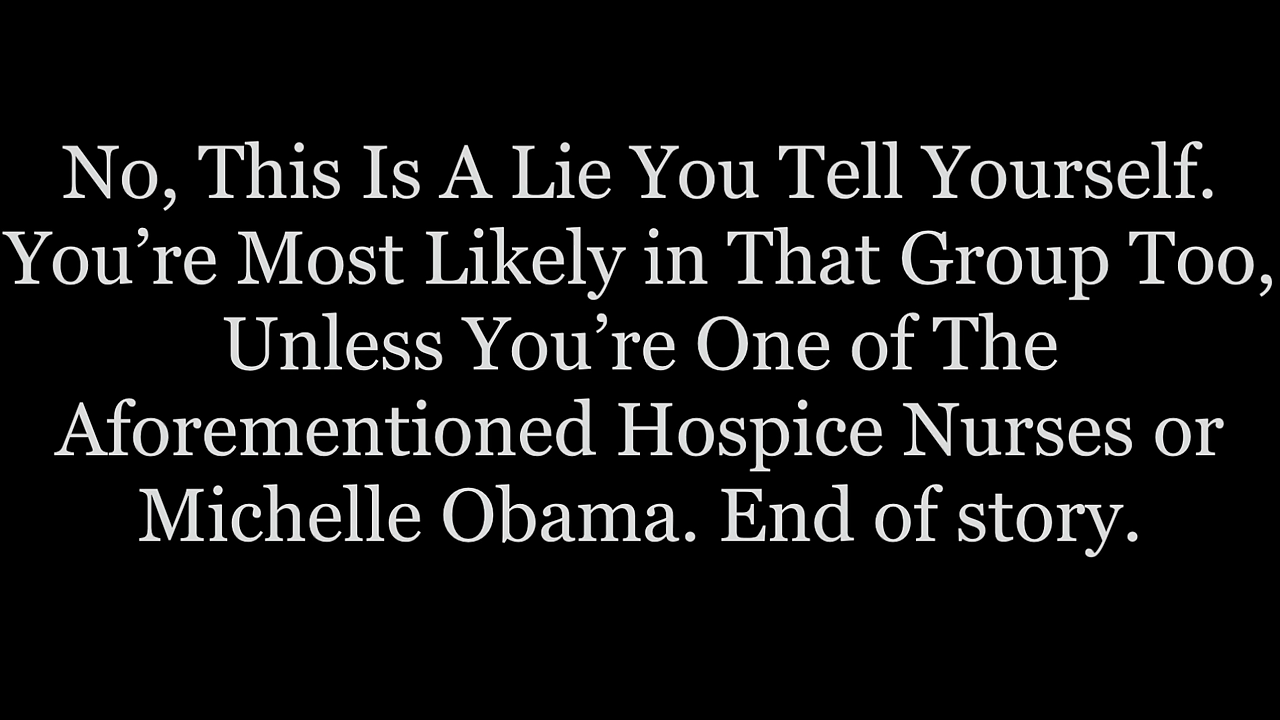 No, This Is A Lie You Tell Yourself.
You’re Most Likely in That Group Too,
Unless You’re One of The
Aforementioned Hospice Nurses or
Michelle Obama. End of story.